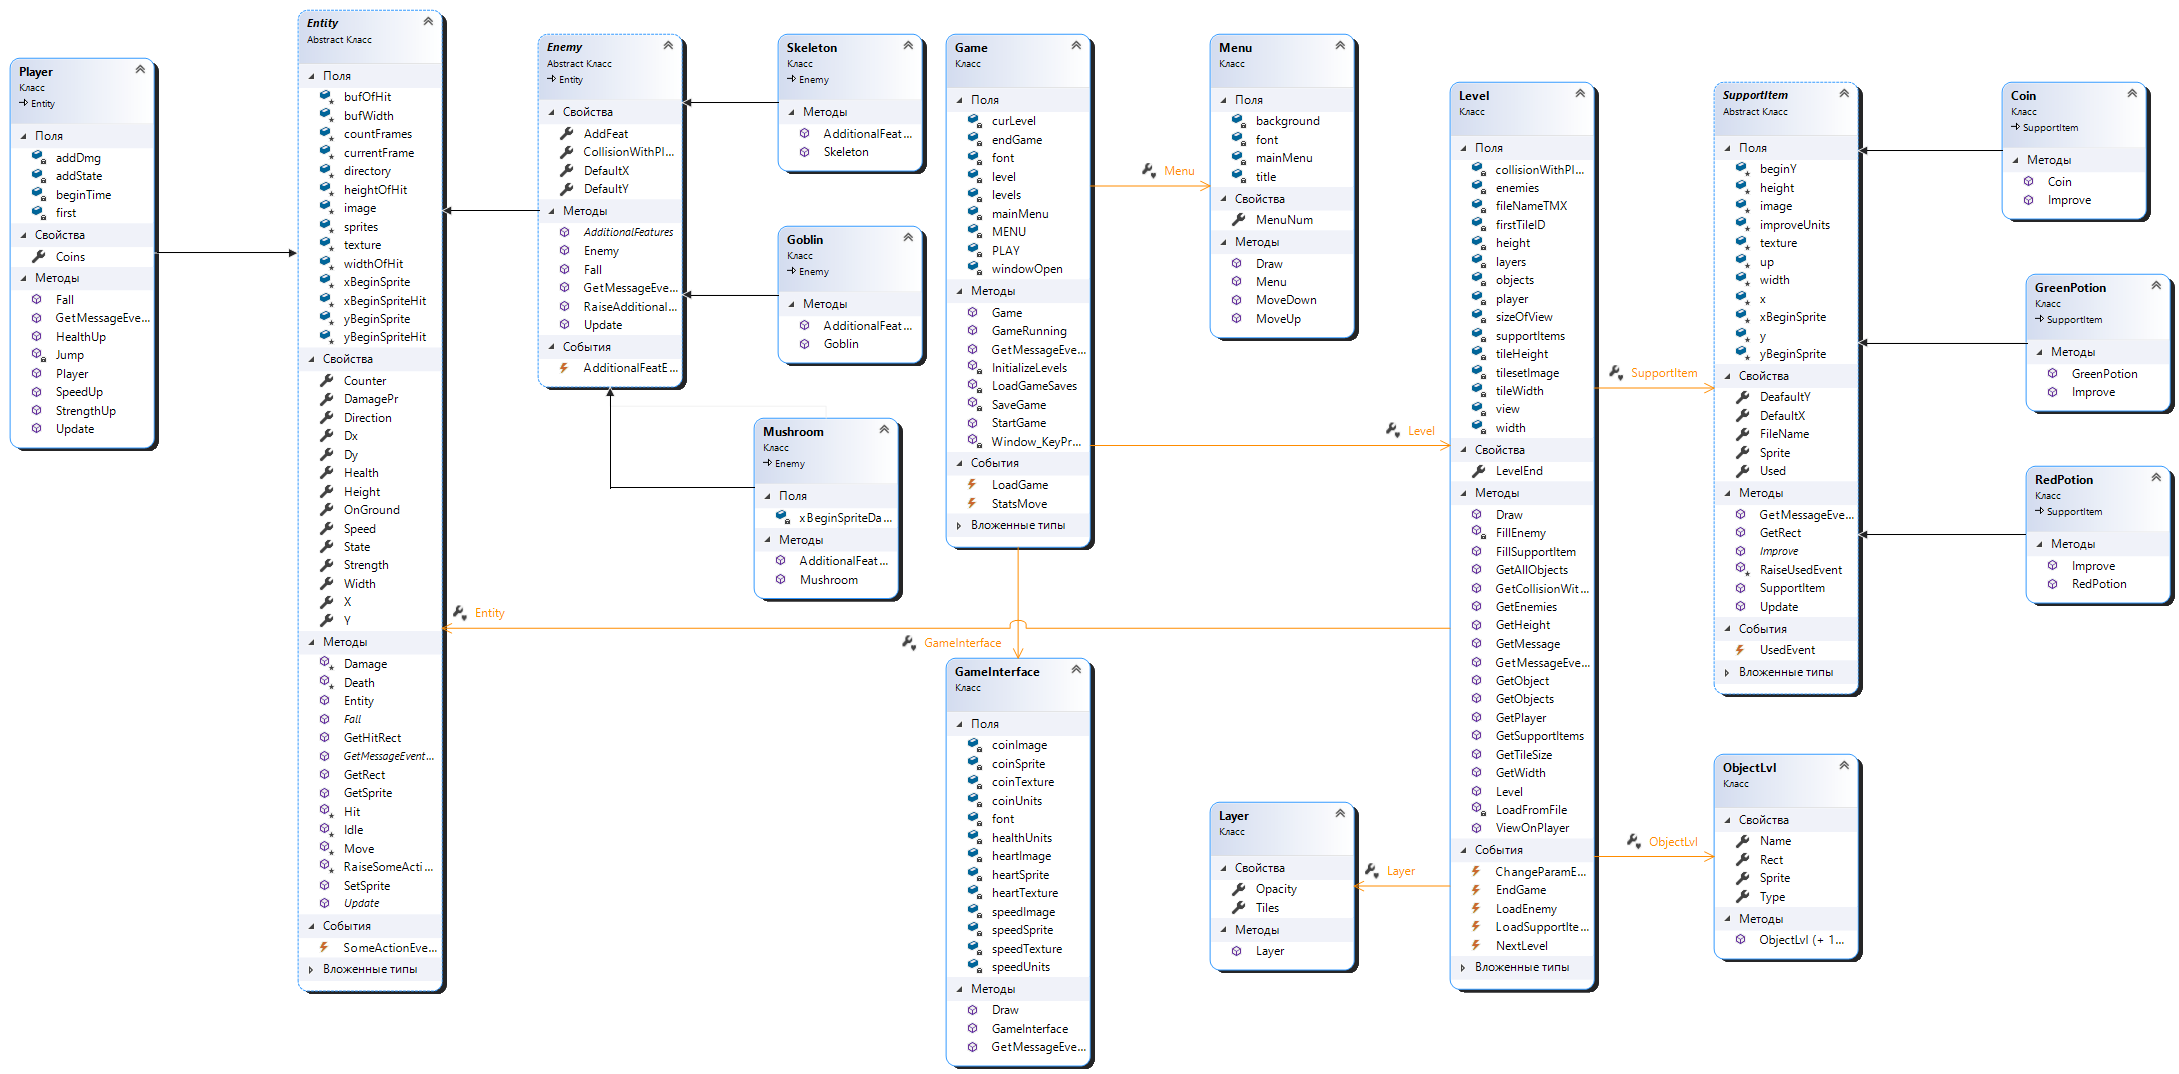 Player
Класс
Entity
Поля
addDmg
addState
beginTime
first
Свойства
Coins
Методы
Fall
GetMessageEve...
HealthUp
Jump
Player
SpeedUp
StrengthUp
Update
Entity
Abstract Класс
Поля
bufOfHit
bufWidth
countFrames
currentFrame
directory
heightOfHit
image
sprites
texture
widthOfHit
xBeginSprite
xBeginSpriteHit
yBeginSprite
yBeginSpriteHit
Свойства
Counter
DamagePr
Direction
Dx
Dy
Health
Height
OnGround
Speed
State
Strength
Width
X
Y
Методы
Damage
Death
Entity
Fall
GetHitRect
GetMessageEvent...
GetRect
GetSprite
Hit
Idle
Move
RaiseSomeActi...
SetSprite
Update
События
SomeActionEve...
Вложенные типы
Enemy
Abstract Класс
Entity
Свойства
AddFeat
CollisionWithPl...
DefaultX
DefaultY
Методы
AdditionalFeatures
Enemy
Fall
GetMessageEve...
RaiseAdditional...
Update
События
AdditionalFeatE...
Skeleton
Класс
Enemy
Методы
AdditionalFeat...
Skeleton
Goblin
Класс
Enemy
Методы
AdditionalFeat...
Goblin
Mushroom
Класс
Enemy
Поля
xBeginSpriteDa...
Методы
AdditionalFeat...
Mushroom
Entity
Game
Класс
Поля
curLevel
endGame
font
level
levels
mainMenu
MENU
PLAY
windowOpen
Методы
Game
GameRunning
GetMessageEve...
InitializeLevels
LoadGameSaves
SaveGame
StartGame
Window_KeyPr...
События
LoadGame
StatsMove
Вложенные типы
GameInterface
GameInterface
Класс
Поля
coinImage
coinSprite
coinTexture
coinUnits
font
healthUnits
heartImage
heartSprite
heartTexture
speedImage
speedSprite
speedTexture
speedUnits
Методы
Draw
GameInterface
GetMessageEve...
Menu
Menu
Класс
Поля
background
font
mainMenu
title
Свойства
MenuNum
Методы
Draw
Menu
MoveDown
MoveUp
Level
Layer
Класс
Свойства
Opacity
Tiles
Методы
Layer
Layer
Level
Класс
Поля
collisionWithPl...
enemies
fileNameTMX
firstTileID
height
layers
objects
player
sizeOfView
supportItems
tileHeight
tilesetImage
tileWidth
view
width
Свойства
LevelEnd
Методы
Draw
FillEnemy
FillSupportItem
GetAllObjects
GetCollisionWit...
GetEnemies
GetHeight
GetMessage
GetMessageEve...
GetObject
GetObjects
GetPlayer
GetSupportItems
GetTileSize
GetWidth
Level
LoadFromFile
ViewOnPlayer
События
ChangeParamE...
EndGame
LoadEnemy
LoadSupportIte...
NextLevel
Вложенные типы
SupportItem
ObjectLvl
SupportItem
Abstract Класс
Поля
beginY
height
image
improveUnits
texture
up
width
x
xBeginSprite
y
yBeginSprite
Свойства
DeafaultY
DefaultX
FileName
Sprite
Used
Методы
GetMessageEve...
GetRect
Improve
RaiseUsedEvent
SupportItem
Update
События
UsedEvent
Вложенные типы
ObjectLvl
Класс
Свойства
Name
Rect
Sprite
Type
Методы
ObjectLvl (+ 1...
Coin
Класс
SupportItem
Методы
Coin
Improve
GreenPotion
Класс
SupportItem
Методы
GreenPotion
Improve
RedPotion
Класс
SupportItem
Методы
Improve
RedPotion